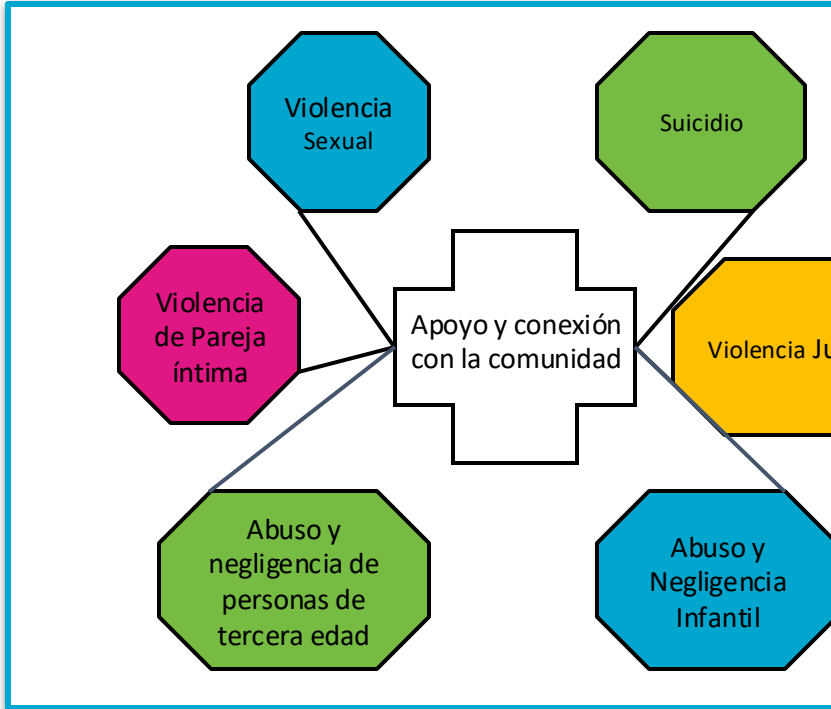 Violencia
Sexual
Suicidio
Violencia
de Pareja
íntima
Apoyo y conexión
con la comunidad
Violencia
Abuso y
negligencia de
personas de
tercera edad
Abuso y
Negligencia
Infantil